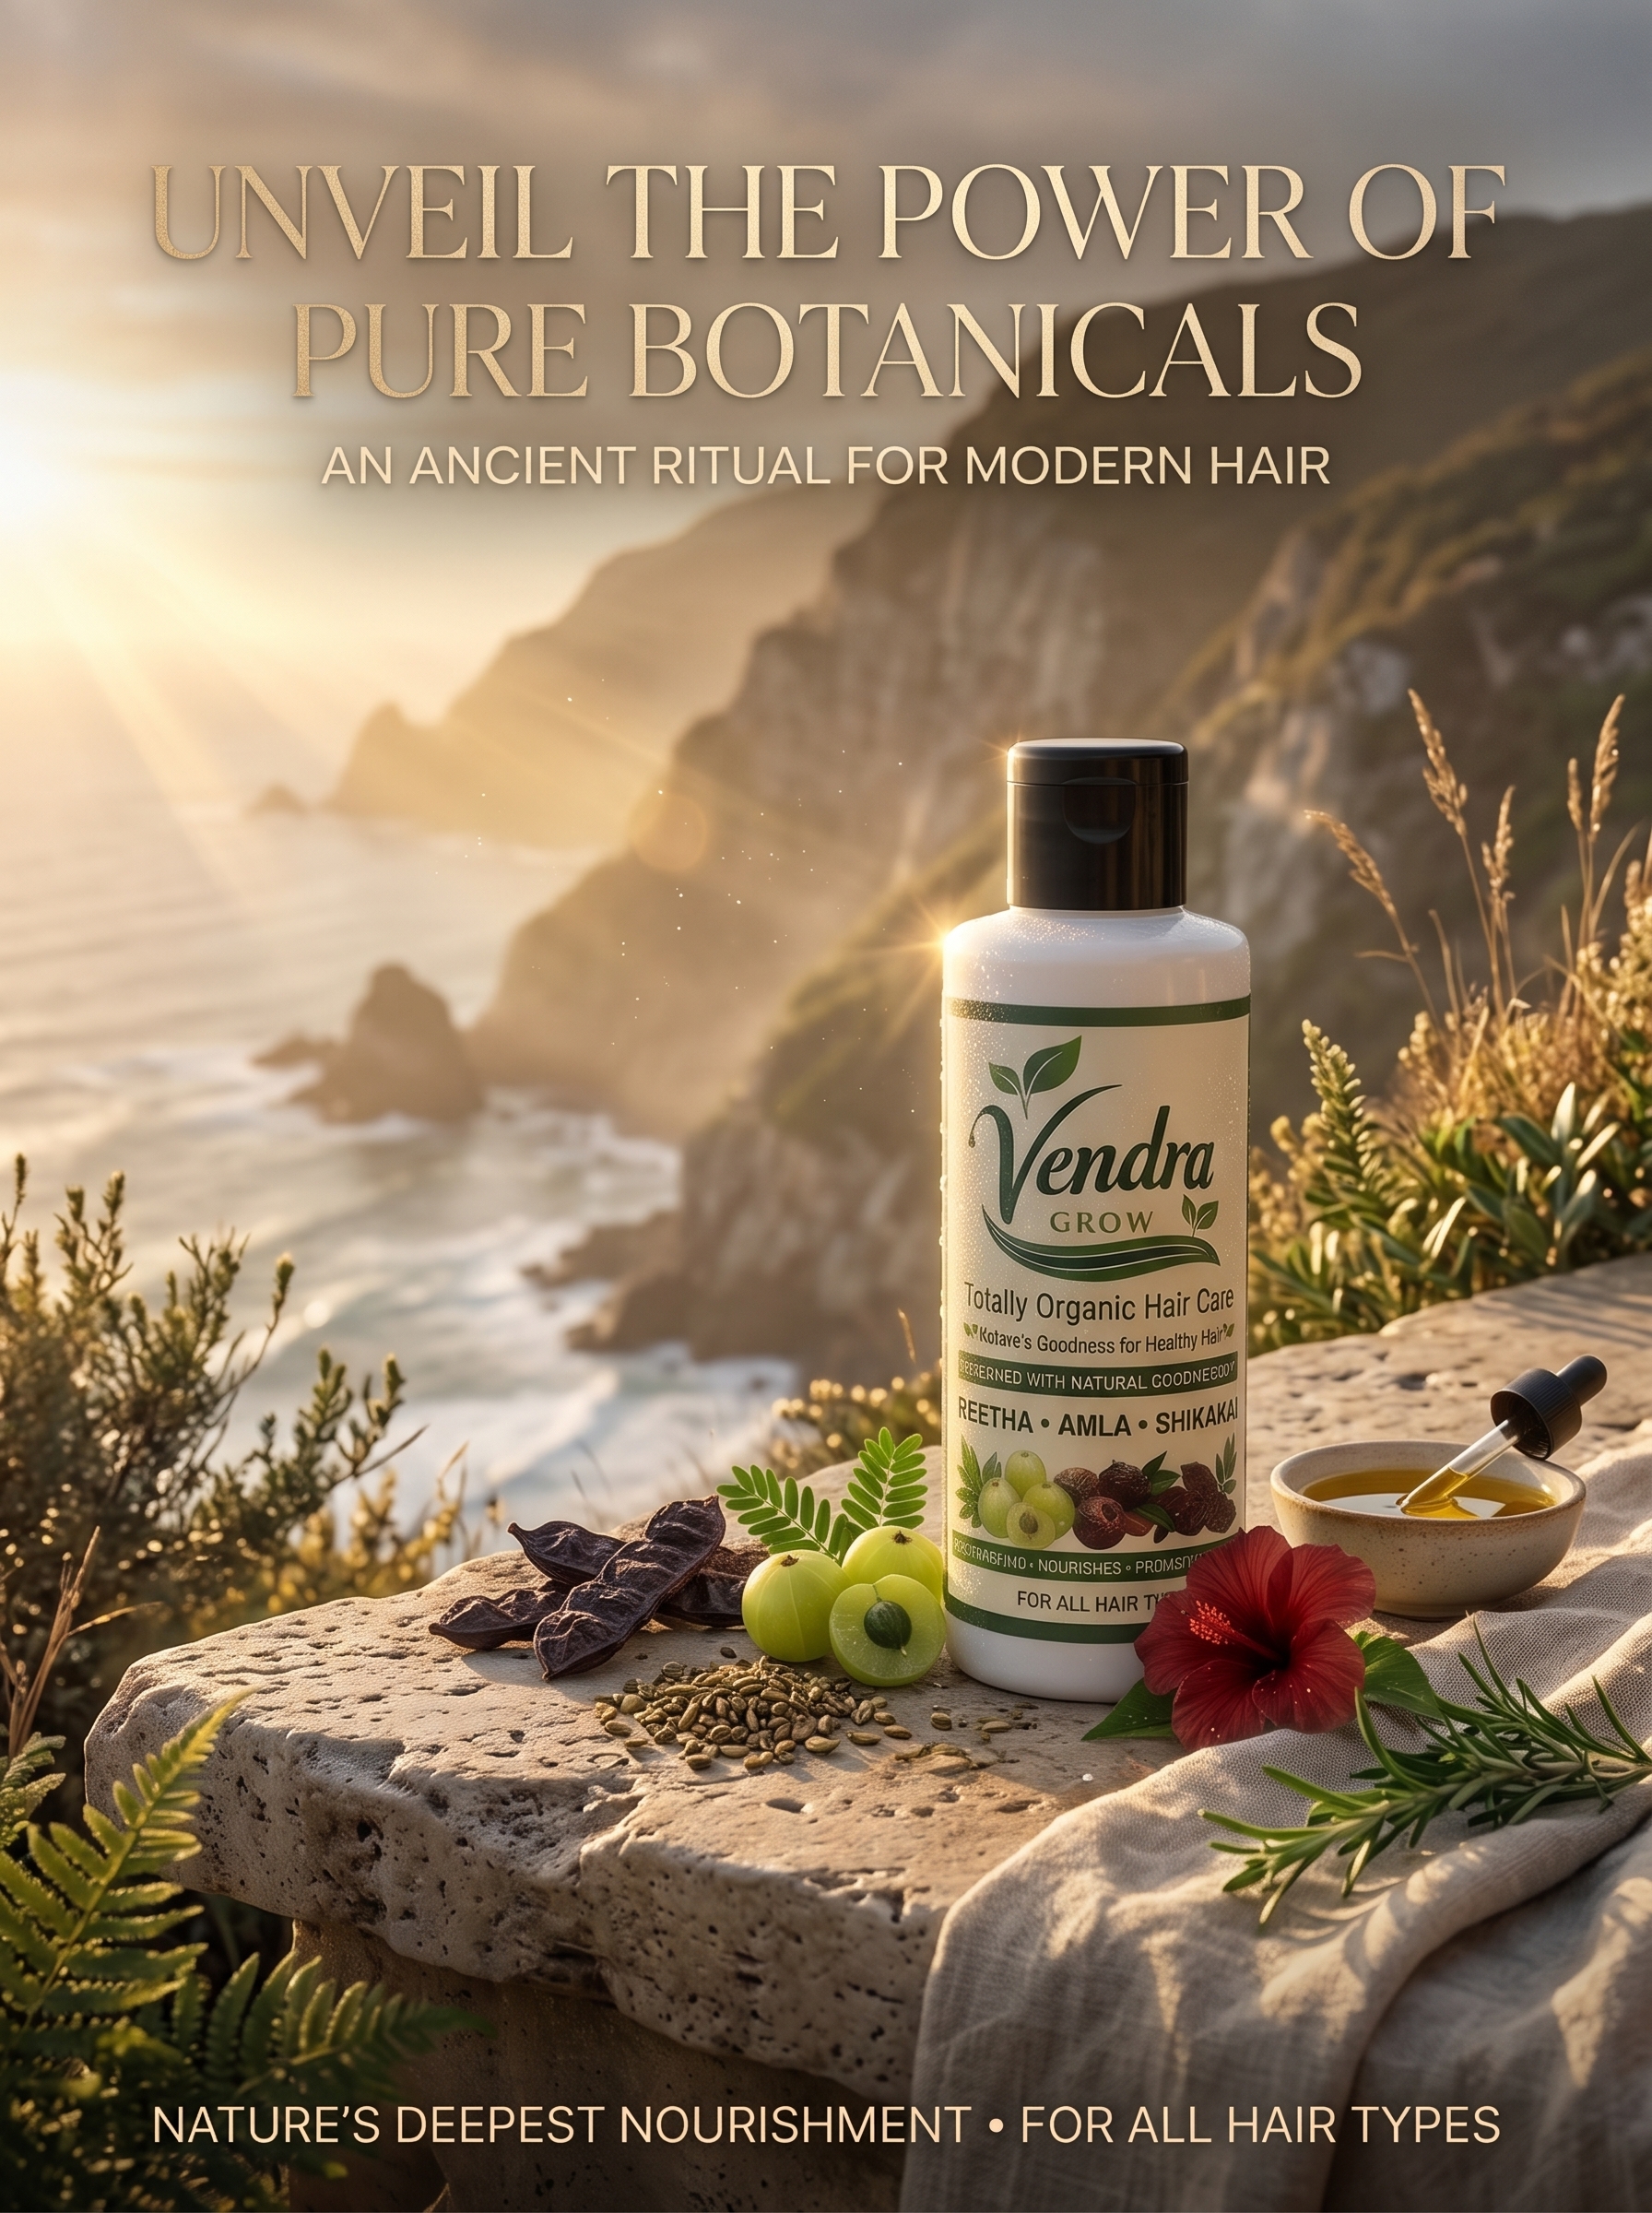 UNVEIL THE POWER OF
PURE BOTANICALS
AN ANCIENT RITUAL FOR MODERN HAIR
Vendra
GROW
Totally Organic Hair Care
Kotave's Goodness for Healthy Hair
WITH NATURAL GOODNEBODY
REETHA • AMLA • SHIKAKAI
• NOURISHES •
FOR ALL HAIR
NATURE'S DEEPEST NOURISHMENT • FOR ALL HAIR TYPES